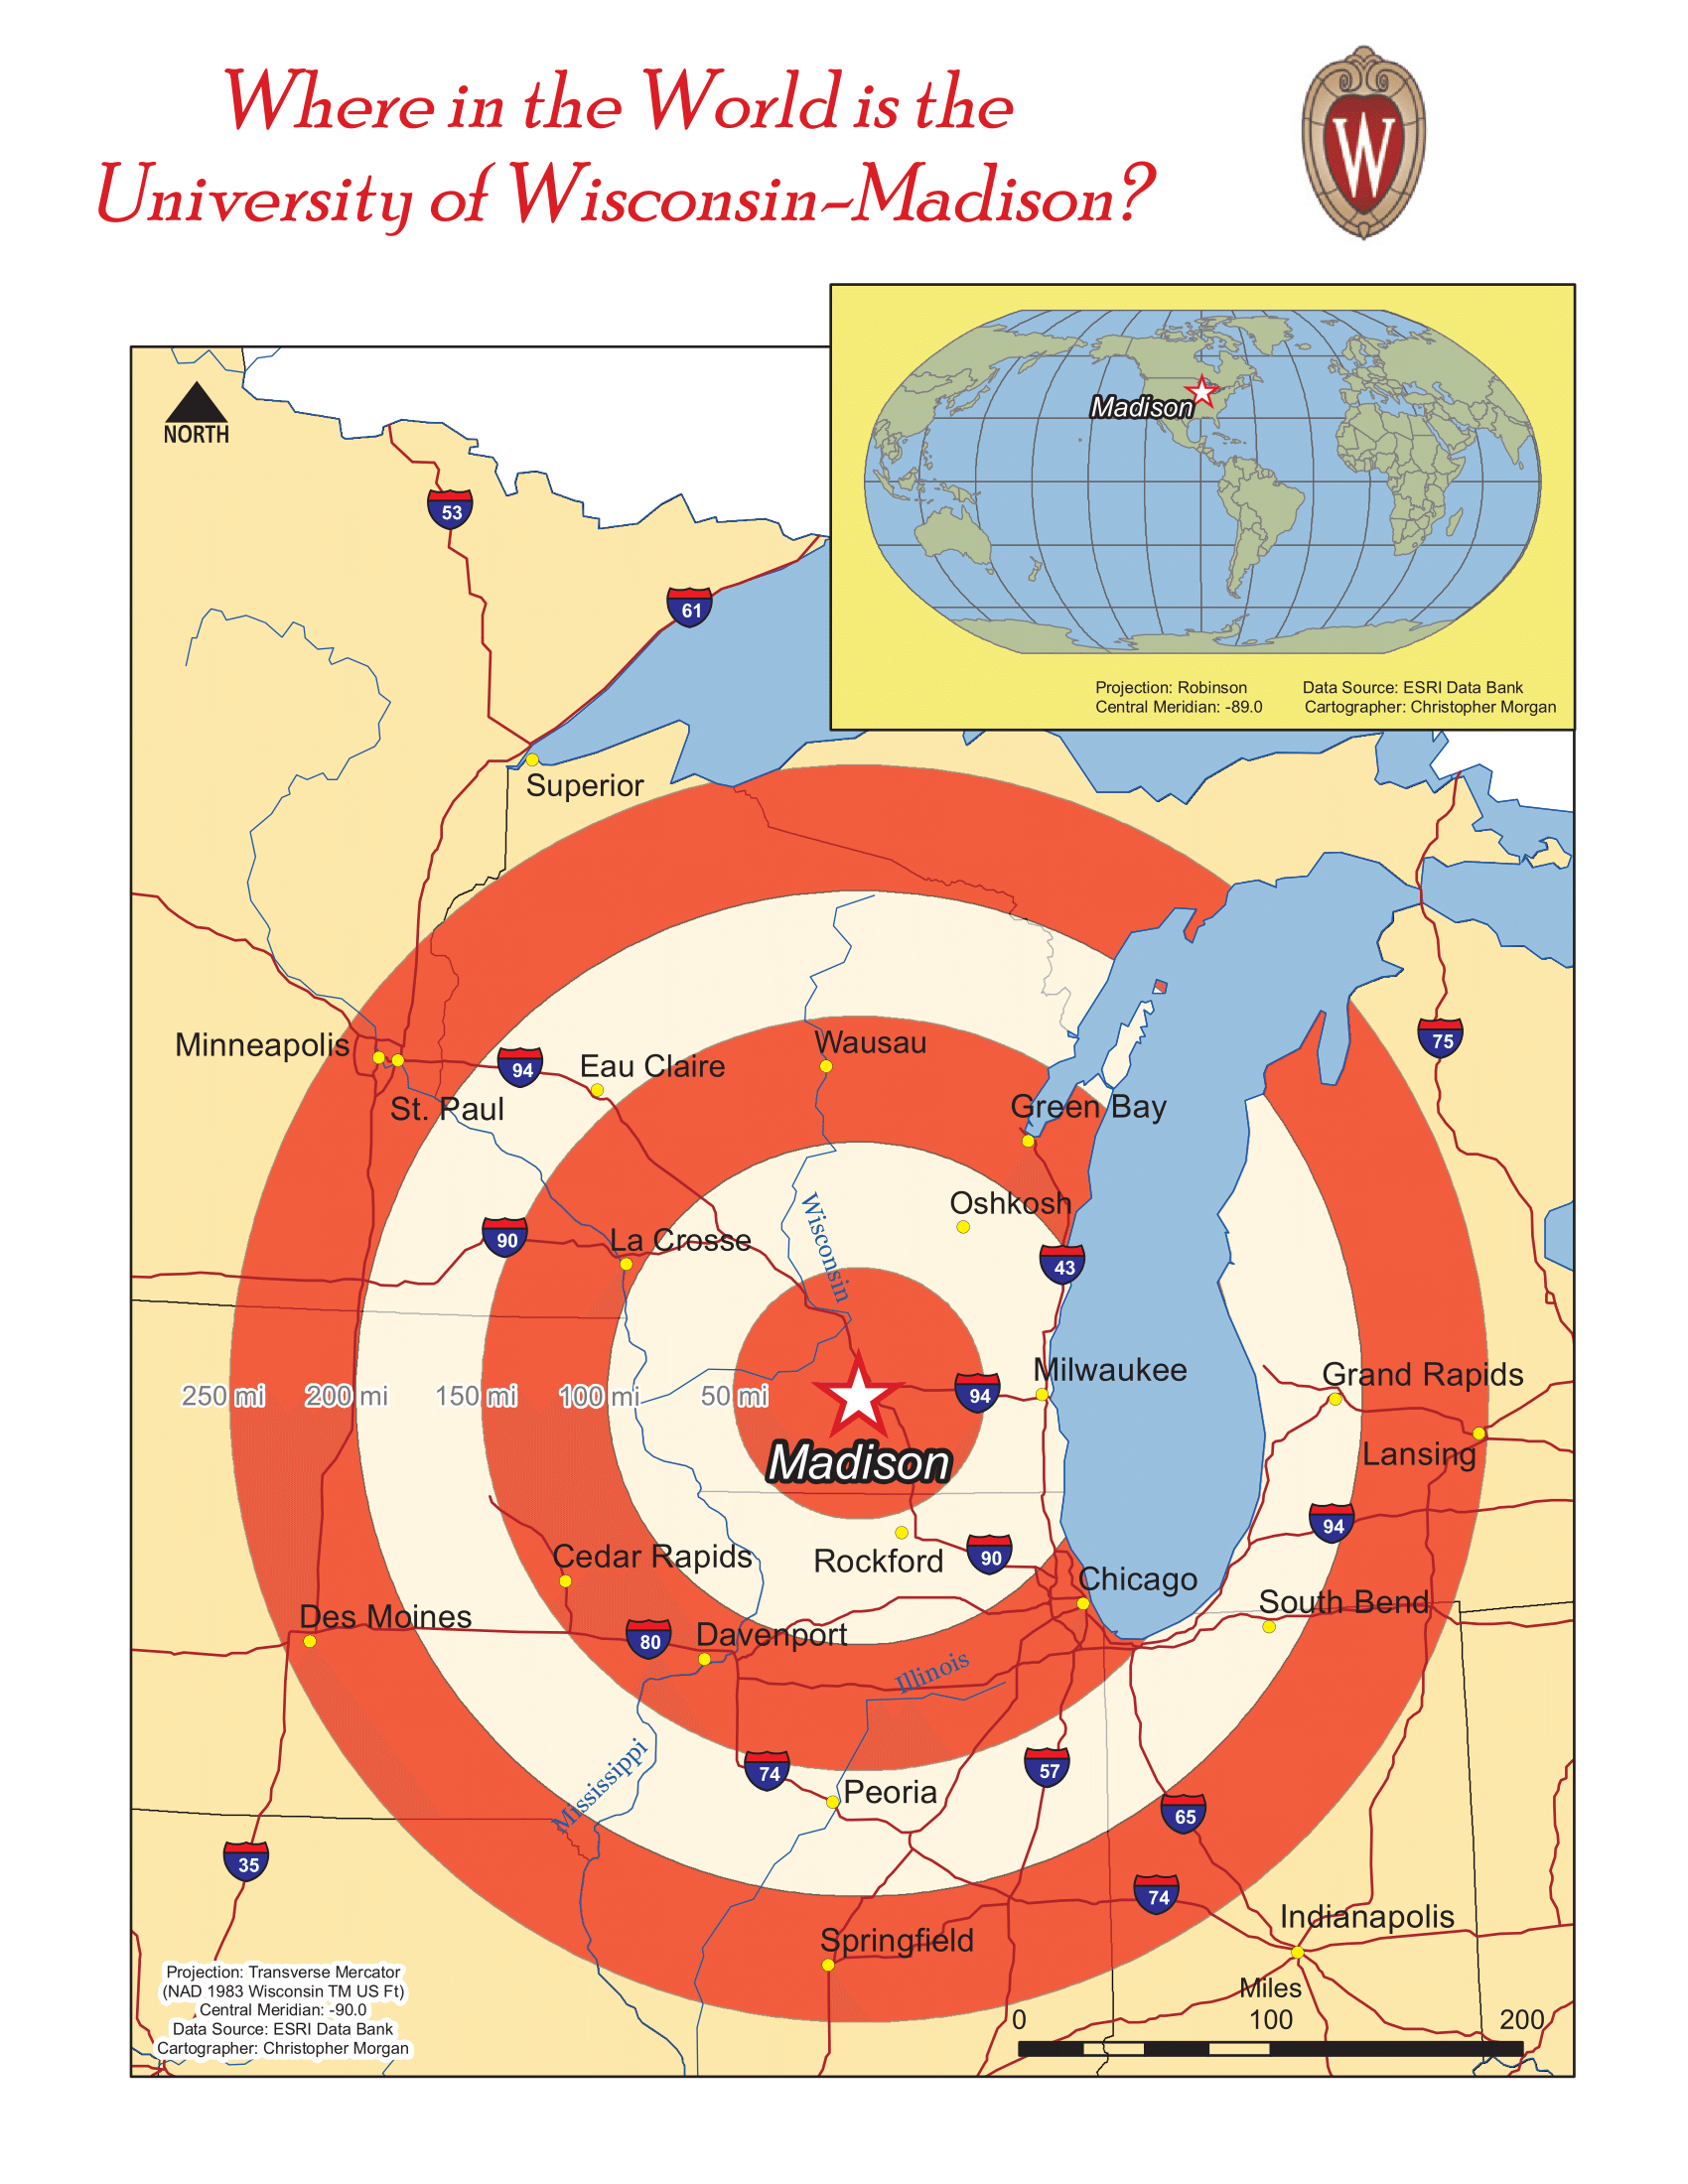 Where in the World is the
University of Wisconsin-Madison?
W
NORTH
Madison
Projection: Robinson
Central Meridian: -89.0
Data Source: ESRI Data Bank
Cartographer: Christopher Morgan
53
61
Superior
75
Minneapolis
St. Paul
94
Eau Claire
Wausau
Green Bay
Oshkosh
Wisconsin
90
La Crosse
43
250 mi
200 mi
150 mi
100 mi
50 mi
94
Milwaukee
Grand Rapids
Lansing
Madison
94
Rockford
90
Cedar Rapids
Chicago
South Bend
Des Moines
80
Davenport
Illinois
Mississippi
74
Peoria
57
65
35
74
Springfield
Indianapolis
Projection: Transverse Mercator
(NAD 1983 Wisconsin TM US Ft)
Central Meridian: -90.0
Data Source: ESRI Data Bank
Cartographer: Christopher Morgan
Miles
0 100 200